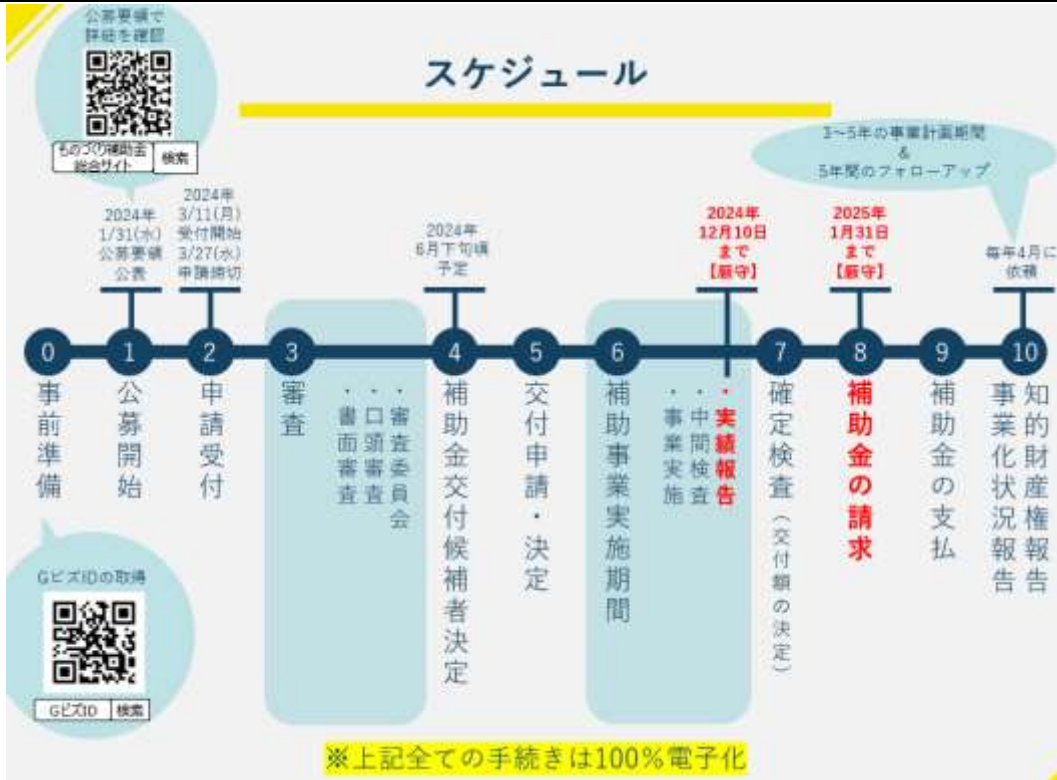 公募要領で
詳細を確認
ものづくり補助金
総合サイト
検索
スケジュール
3～5年の事業計画期間
&
5年間のフォローアップ
2024年
1/31(水)
公募要領
公表
2024年
3/11(月)
受付開始
3/27(水)
申請締切
2024年
6月下旬頃
予定
2024年
12月10日
まで
【厳守】
2025年
1月31日
まで
【厳守】
毎年4月に
依頼
0
事前準備
1
公募開始
2
申請受付
3
審査
・書面審査
・口頭審査
・審査委員会
4
補助金交付候補者決定
5
交付申請・決定
6
補助事業実施期間
・事業実施
・中間検査
・実績報告
7
確定検査（交付額の決定）
8
補助金の請求
9
補助金の支払
10
知的財産権報告
事業化状況報告
GビズIDの取得
GビズID
検索
※上記全ての手続きは100％電子化